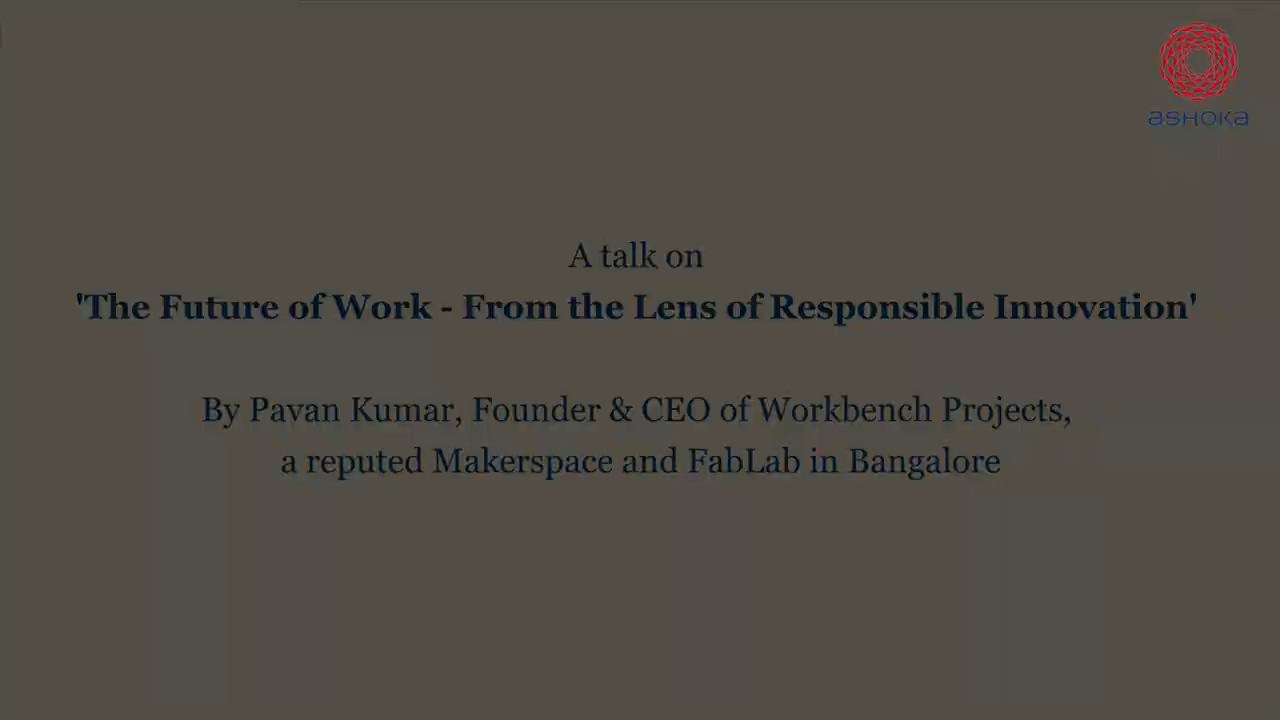 ashoka
A talk on
'The Future of Work - From the Lens of Responsible Innovation'
By Pavan Kumar, Founder & CEO of Workbench Projects,
a reputed Makerspace and FabLab in Bangalore